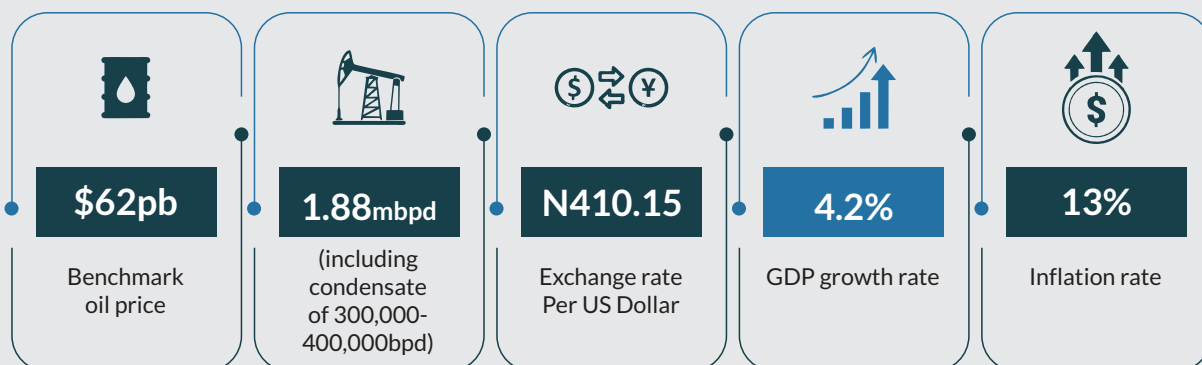 $62pb
Benchmark
oil price
1.88mbpd
(including
condensate
of 300,000-
400,000bpd)
$ ¥
N410.15
Exchange rate
Per US Dollar
4.2%
GDP growth rate
$
13%
Inflation rate